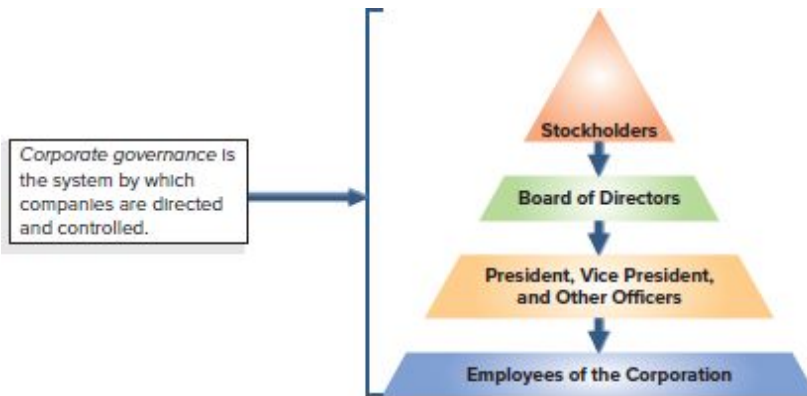 Corporate governance is
the system by which
companies are directed
and controlled.
Stockholders
Board of Directors
President, Vice President,
and Other Officers
Employees of the Corporation